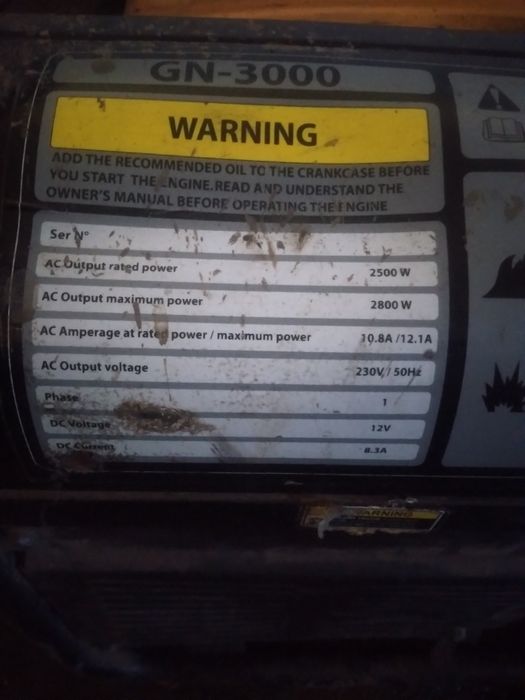 GN-3000
WARNING
ADD THE RECOMMENDED OIL TO THE CRANKCASE BEFORE
YOU START THE ENGINE.READ AND UNDERSTAND THE
OWNER'S MANUAL BEFORE OPERATING THE ENGINE
Ser N°
AC Output rated power 2500 W
AC Output maximum power 2800 W
AC Amperage at rated power / maximum power 10.8A /12.1A
AC Output voltage 230V / 50Hz
Phase 1
DC Voltage 12V
DC Current 8.3A
WARNING